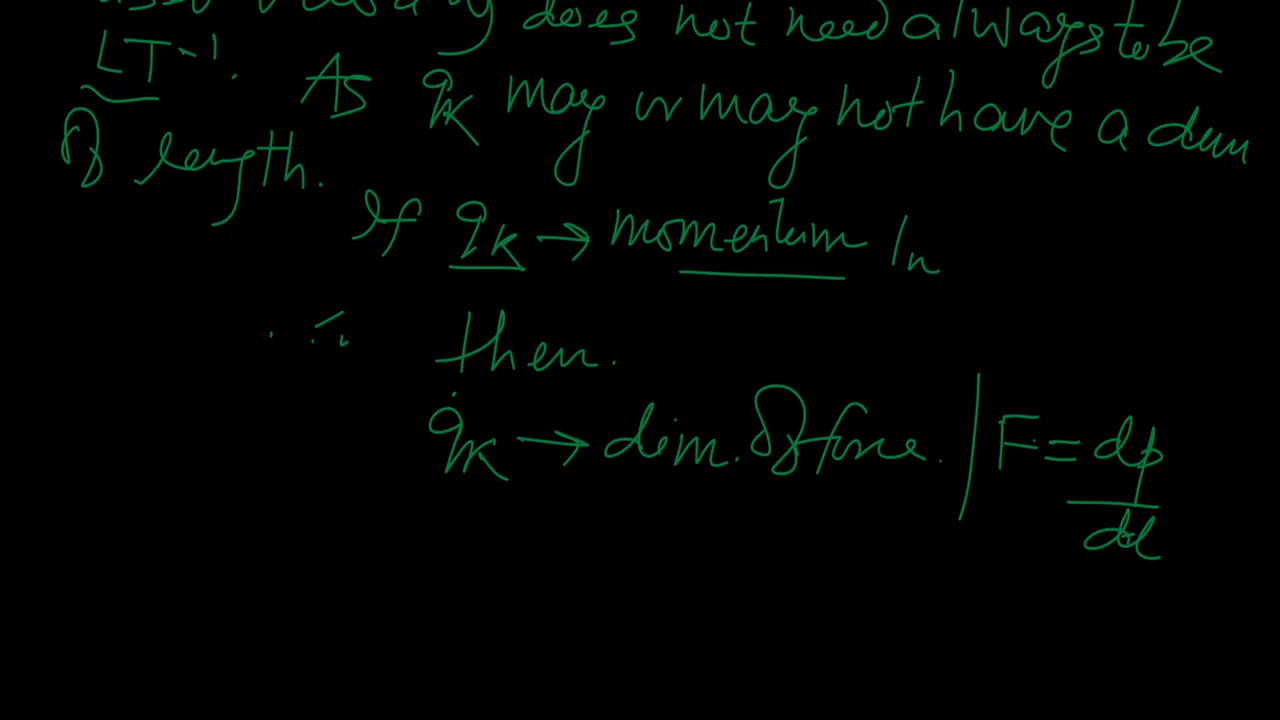 does not need always to be
LT⁻¹. As qₖ may or may not have a dim
of length.
If qₖ → momentum
∴ then.
q̇ₖ → dim. of force. | F = dp/dt